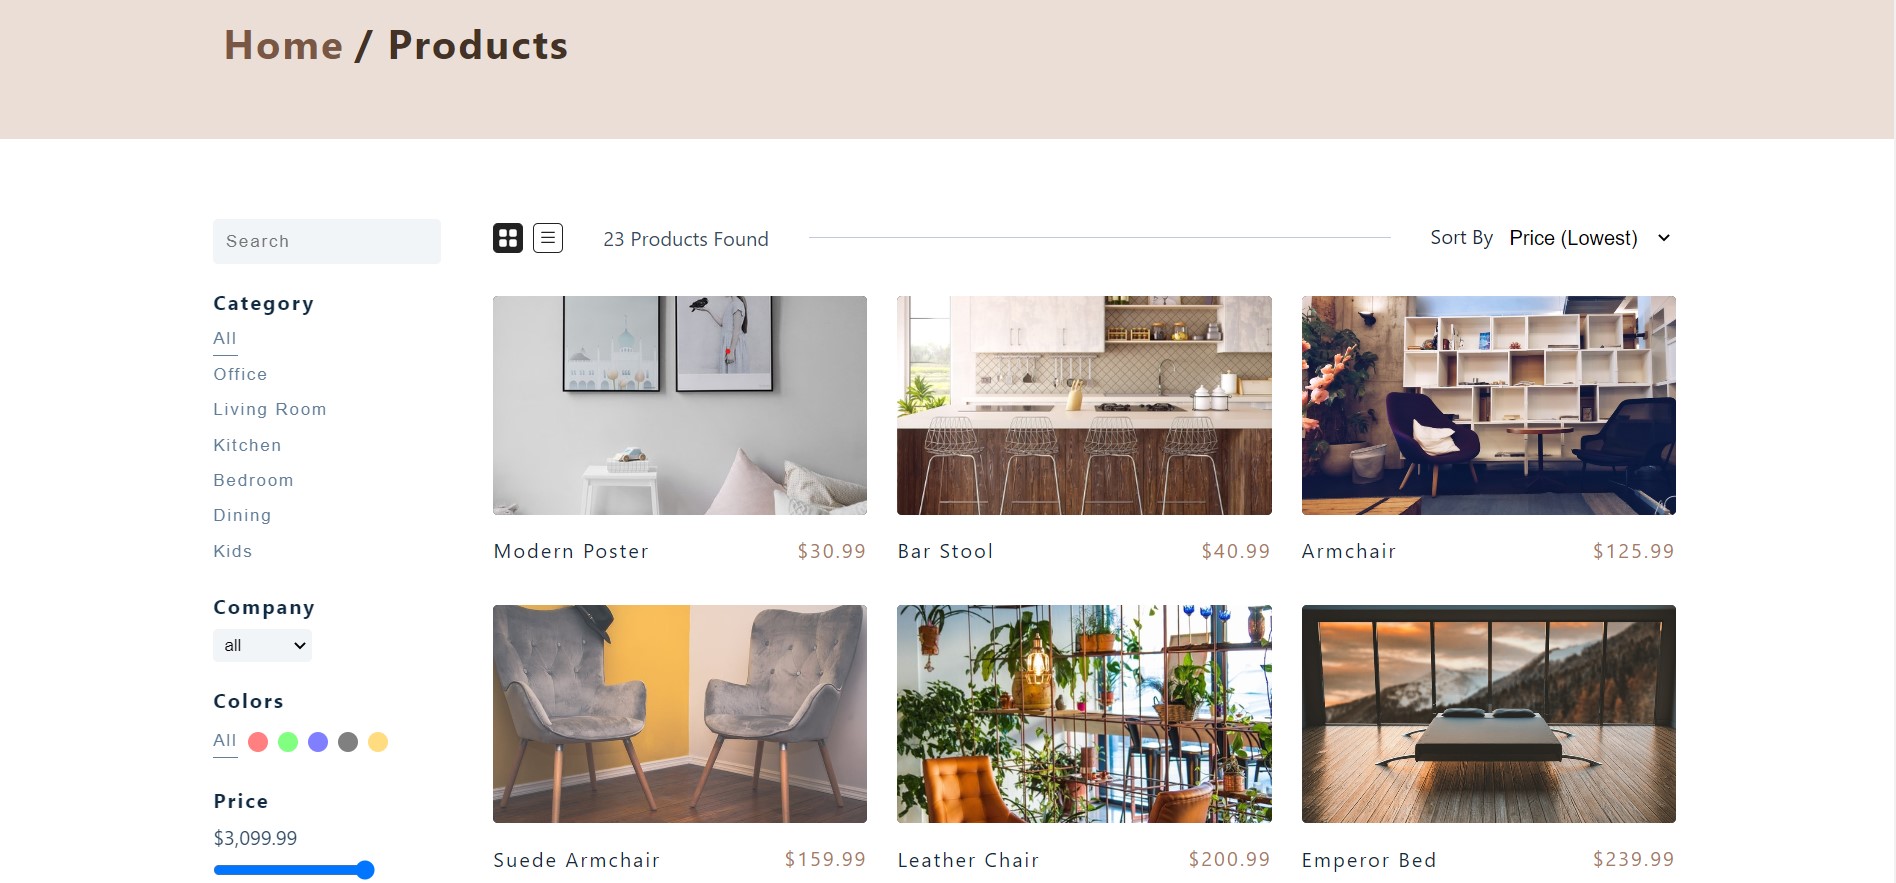 Home / Products
Search
Category
All
Office
Living Room
Kitchen
Bedroom
Dining
Kids
Company
all
Colors
All
Price
$3,099.99
23 Products Found
Sort By Price (Lowest)
Modern Poster $30.99
Bar Stool $40.99
Armchair $125.99
Suede Armchair $159.99
Leather Chair $200.99
Emperor Bed $239.99